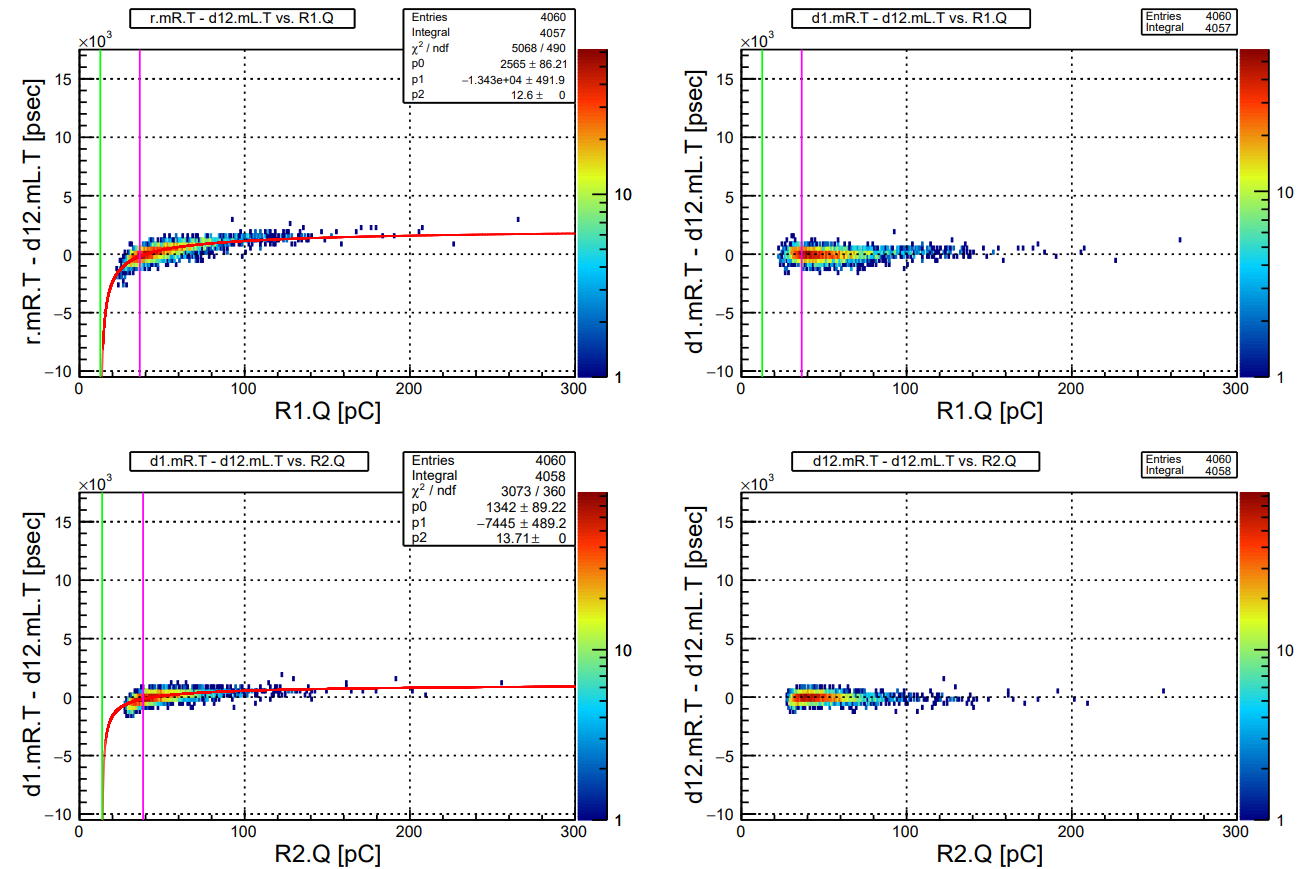 r.mR.T - d12.mL.T vs. R1.Q
Entries 4060
Integral 4057
χ² / ndf 5068 / 490
p0 2565 ± 86.21
p1 −1.343e+04 ± 491.9
p2 12.6 ± 0
×10³
15
10
5
0
−5
−10
r.mR.T - d12.mL.T [psec]
0 100 200 300
R1.Q [pC]
10
1
d1.mR.T - d12.mL.T vs. R1.Q
Entries 4060
Integral 4057
×10³
15
10
5
0
−5
−10
d1.mR.T - d12.mL.T [psec]
0 100 200 300
R1.Q [pC]
10
1
d1.mR.T - d12.mL.T vs. R2.Q
Entries 4060
Integral 4058
χ² / ndf 3073 / 360
p0 1342 ± 89.22
p1 −7445 ± 489.2
p2 13.71 ± 0
×10³
15
10
5
0
−5
−10
d1.mR.T - d12.mL.T [psec]
0 100 200 300
R2.Q [pC]
10
1
d12.mR.T - d12.mL.T vs. R2.Q
Entries 4060
Integral 4058
×10³
15
10
5
0
−5
−10
d12.mR.T - d12.mL.T [psec]
0 100 200 300
R2.Q [pC]
10
1